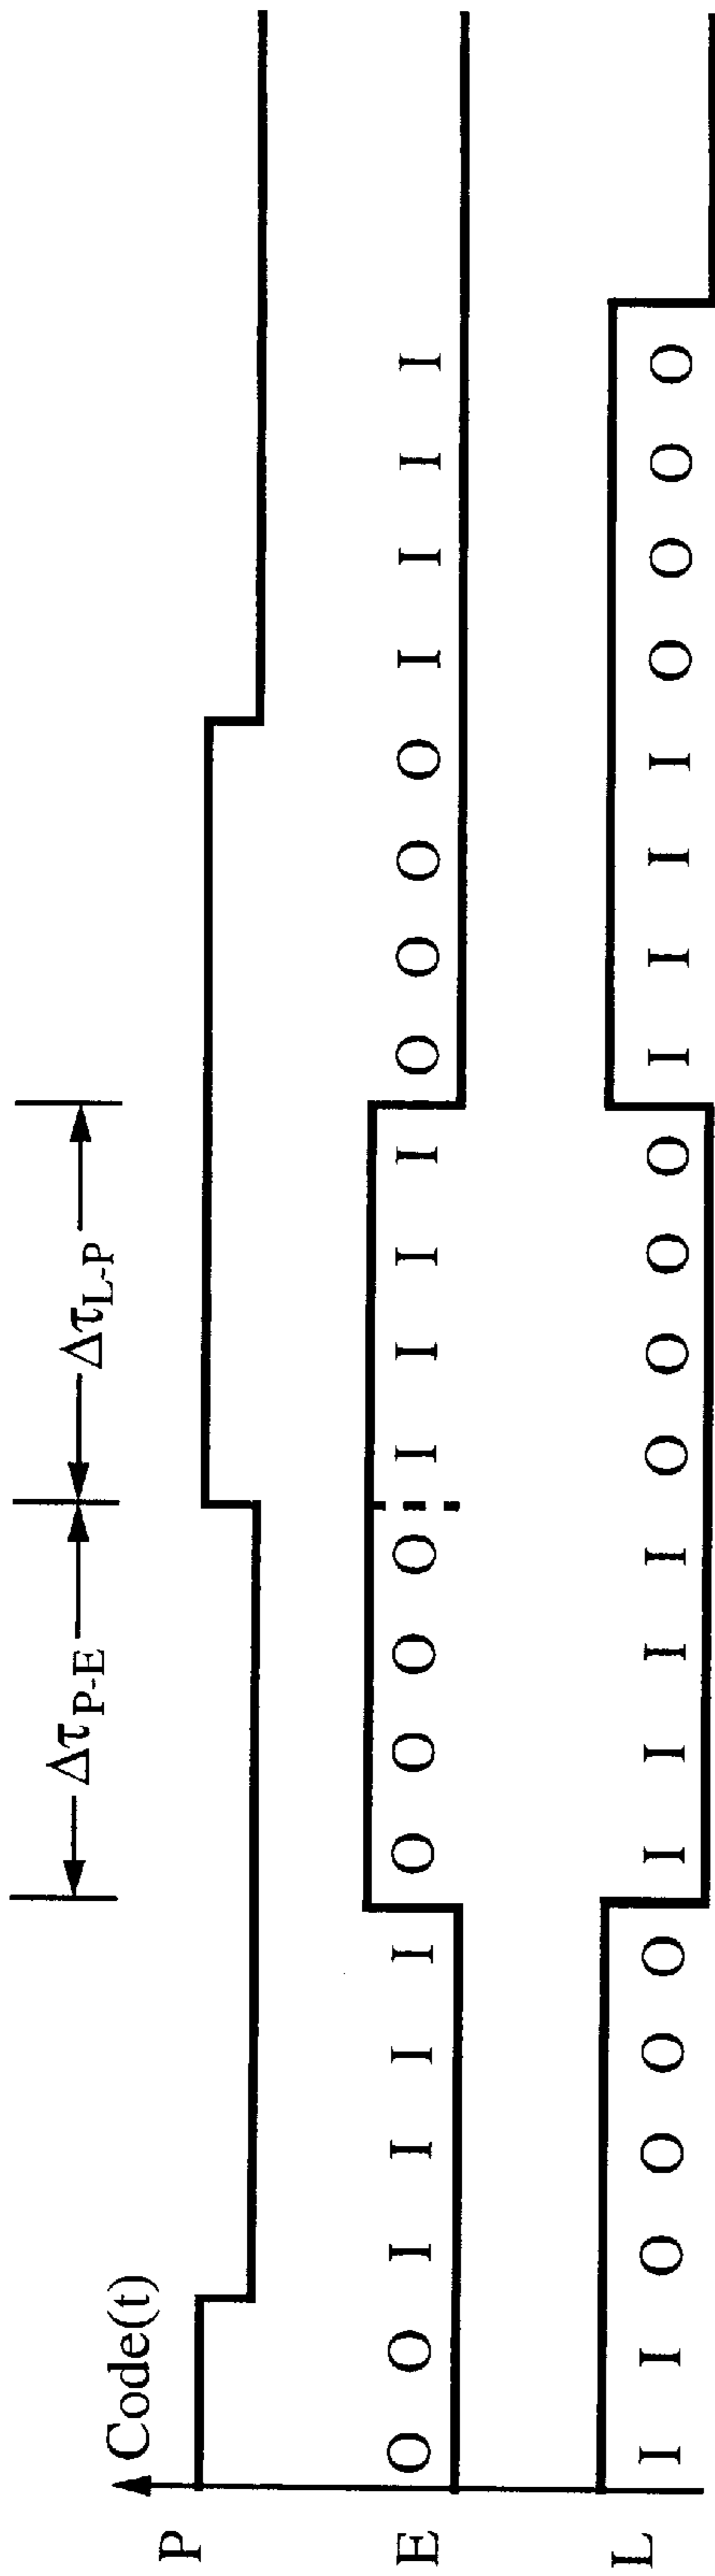 Δτ_P-E Δτ_L-P
Code(t)
P
E O O I I I I O O O O I I I I O O O O I I I I
L I I O O O O I I I I O O O O I I I I O O O O